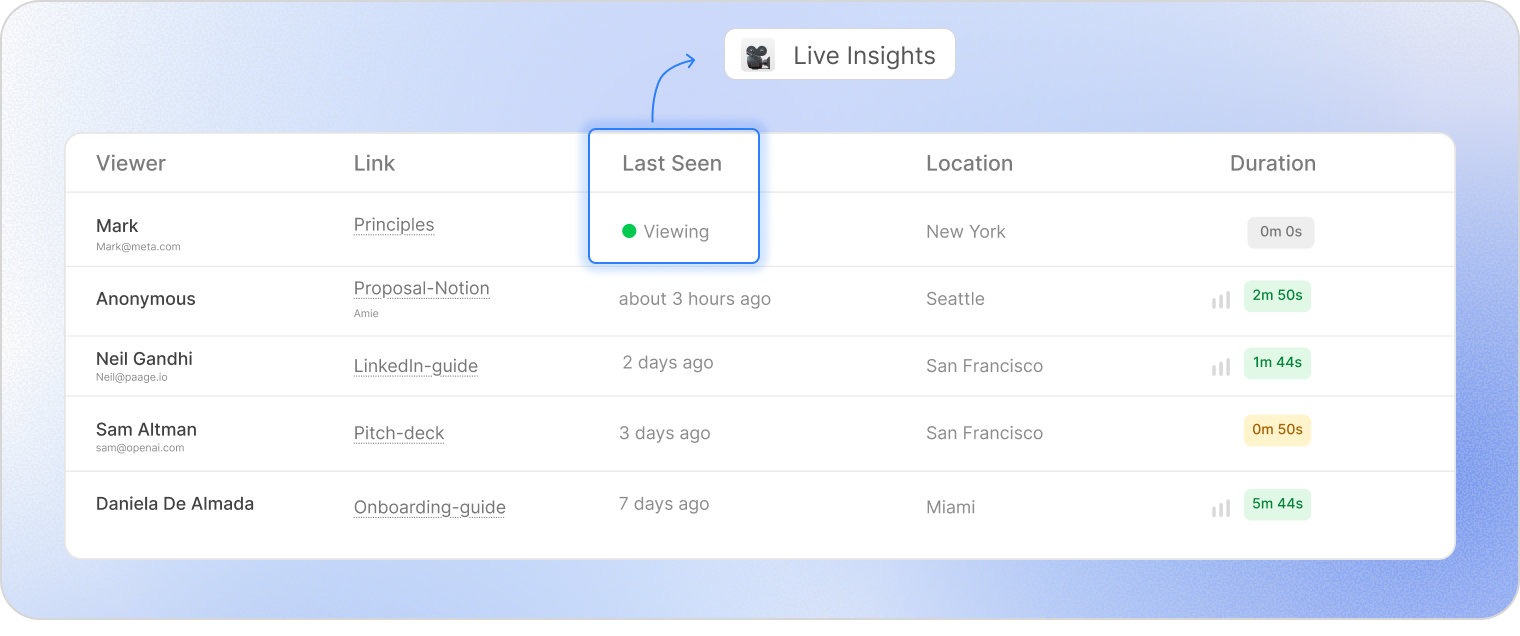 Live Insights
Viewer Link Last Seen Location Duration
Mark Principles Viewing New York 0m 0s
Mark@meta.com
Anonymous Proposal-Notion about 3 hours ago Seattle 2m 50s
Amie
Neil Gandhi LinkedIn-guide 2 days ago San Francisco 1m 44s
Neil@paage.io
Sam Altman Pitch-deck 3 days ago San Francisco 0m 50s
sam@openai.com
Daniela De Almada Onboarding-guide 7 days ago Miami 5m 44s